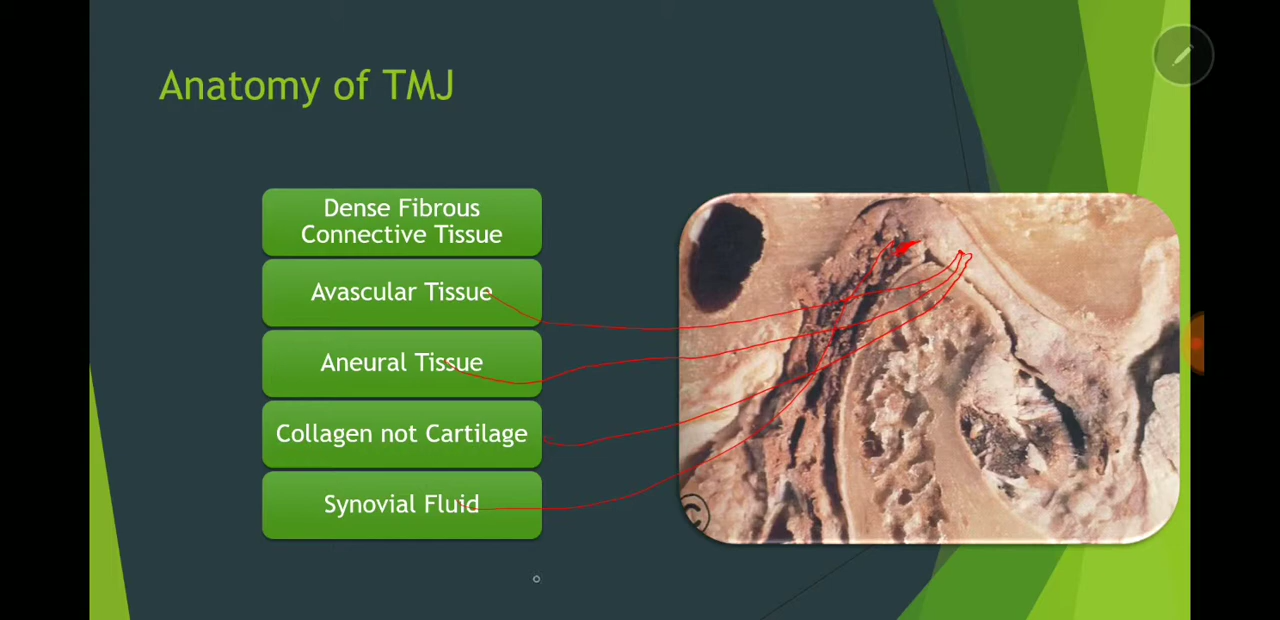 Anatomy of TMJ
Dense Fibrous
Connective Tissue
Avascular Tissue
Aneural Tissue
Collagen not Cartilage
Synovial Fluid
C